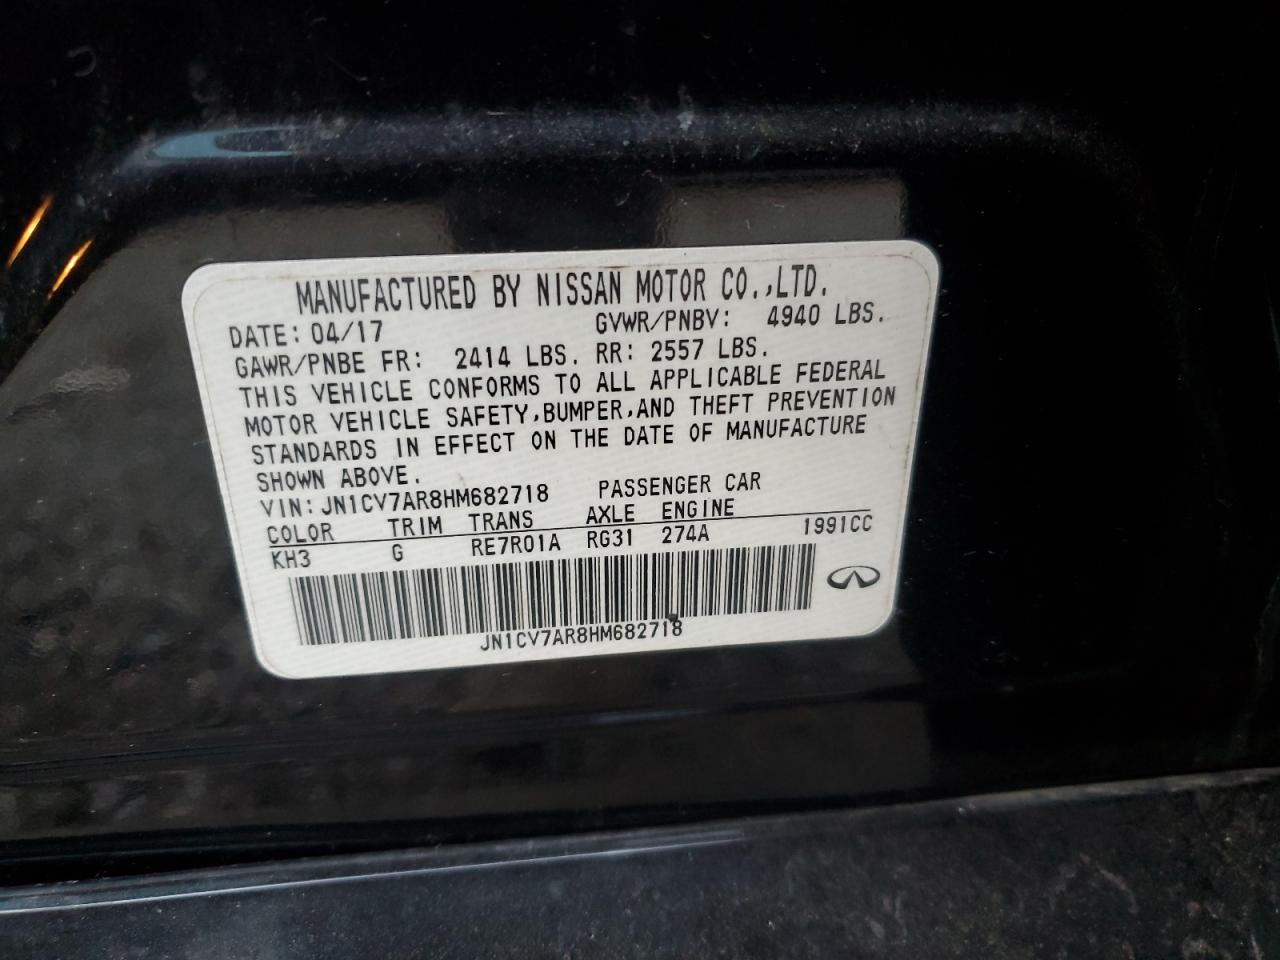 MANUFACTURED BY NISSAN MOTOR CO.,LTD.
DATE: 04/17 GVWR/PNBV: 4940 LBS.
GAWR/PNBE FR: 2414 LBS. RR: 2557 LBS.
THIS VEHICLE CONFORMS TO ALL APPLICABLE FEDERAL
MOTOR VEHICLE SAFETY,BUMPER,AND THEFT PREVENTION
STANDARDS IN EFFECT ON THE DATE OF MANUFACTURE
SHOWN ABOVE.
VIN: JN1CV7AR8HM682718 PASSENGER CAR
COLOR TRIM TRANS AXLE ENGINE
KH3 G RE7R01A RG31 274A 1991CC
JN1CV7AR8HM682718